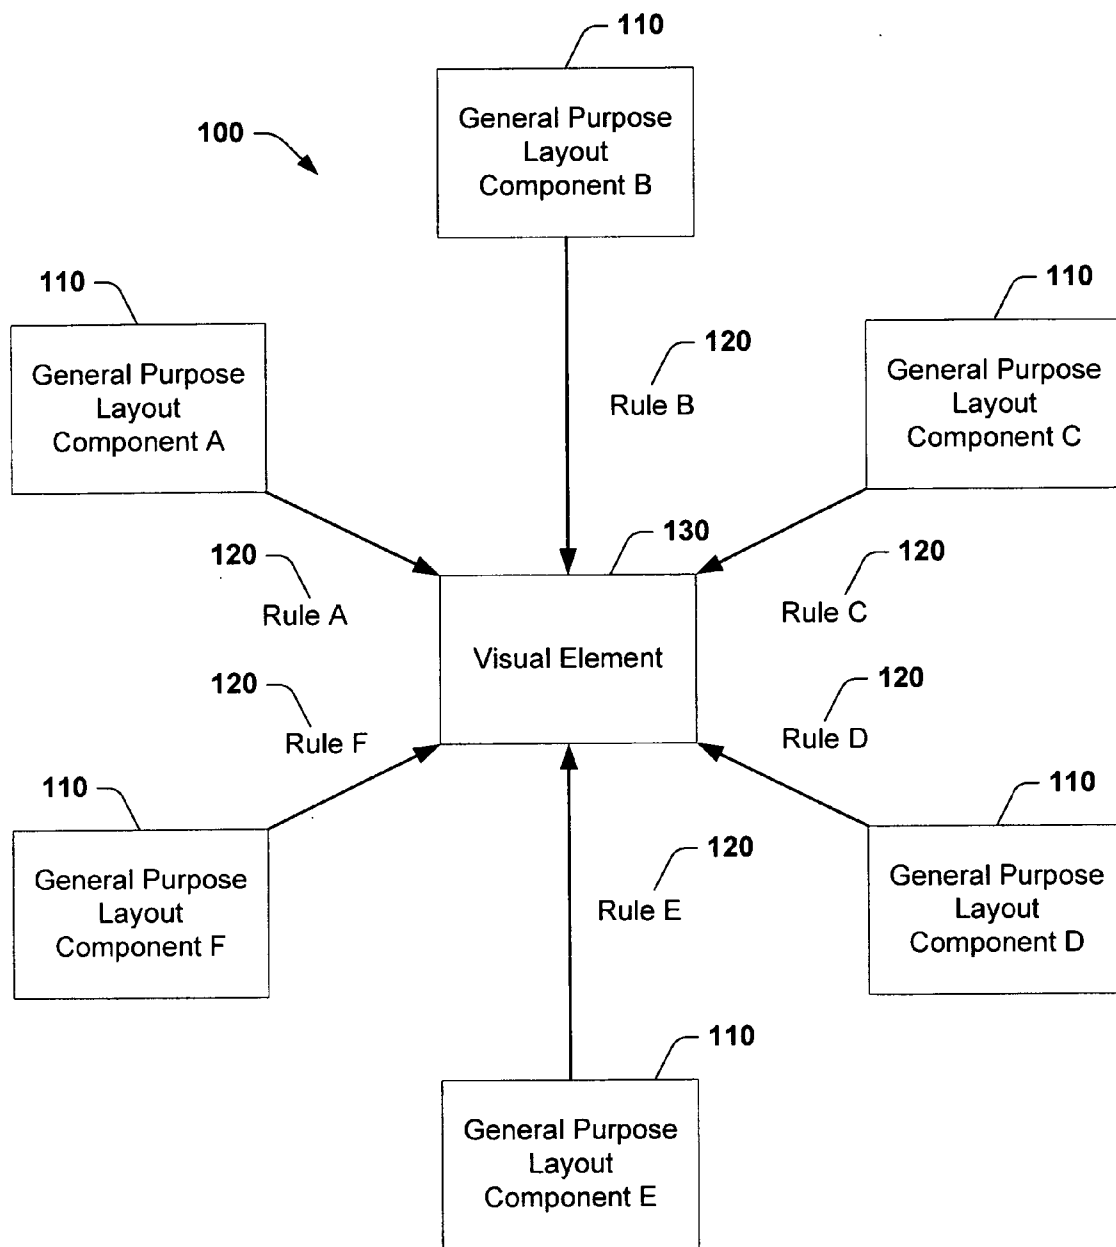 110
General Purpose
Layout
Component B
100
110
General Purpose
Layout
Component A
110
General Purpose
Layout
Component C
120
Rule B
130
120
Rule A
120
Rule C
Visual Element
120
Rule F
120
Rule D
110
General Purpose
Layout
Component F
120
Rule E
110
General Purpose
Layout
Component D
110
General Purpose
Layout
Component E